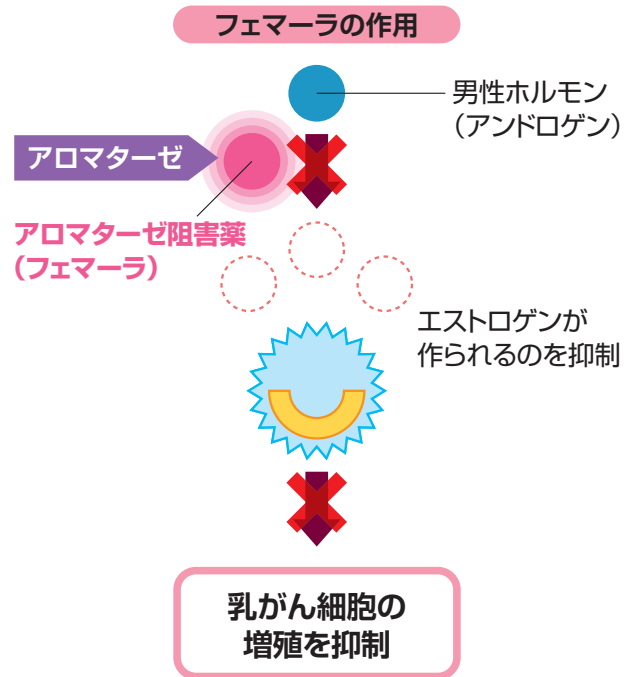 フェマーラの作用
男性ホルモン
（アンドロゲン）
アロマターゼ
アロマターゼ阻害薬
（フェマーラ）
エストロゲンが
作られるのを抑制
乳がん細胞の
増殖を抑制